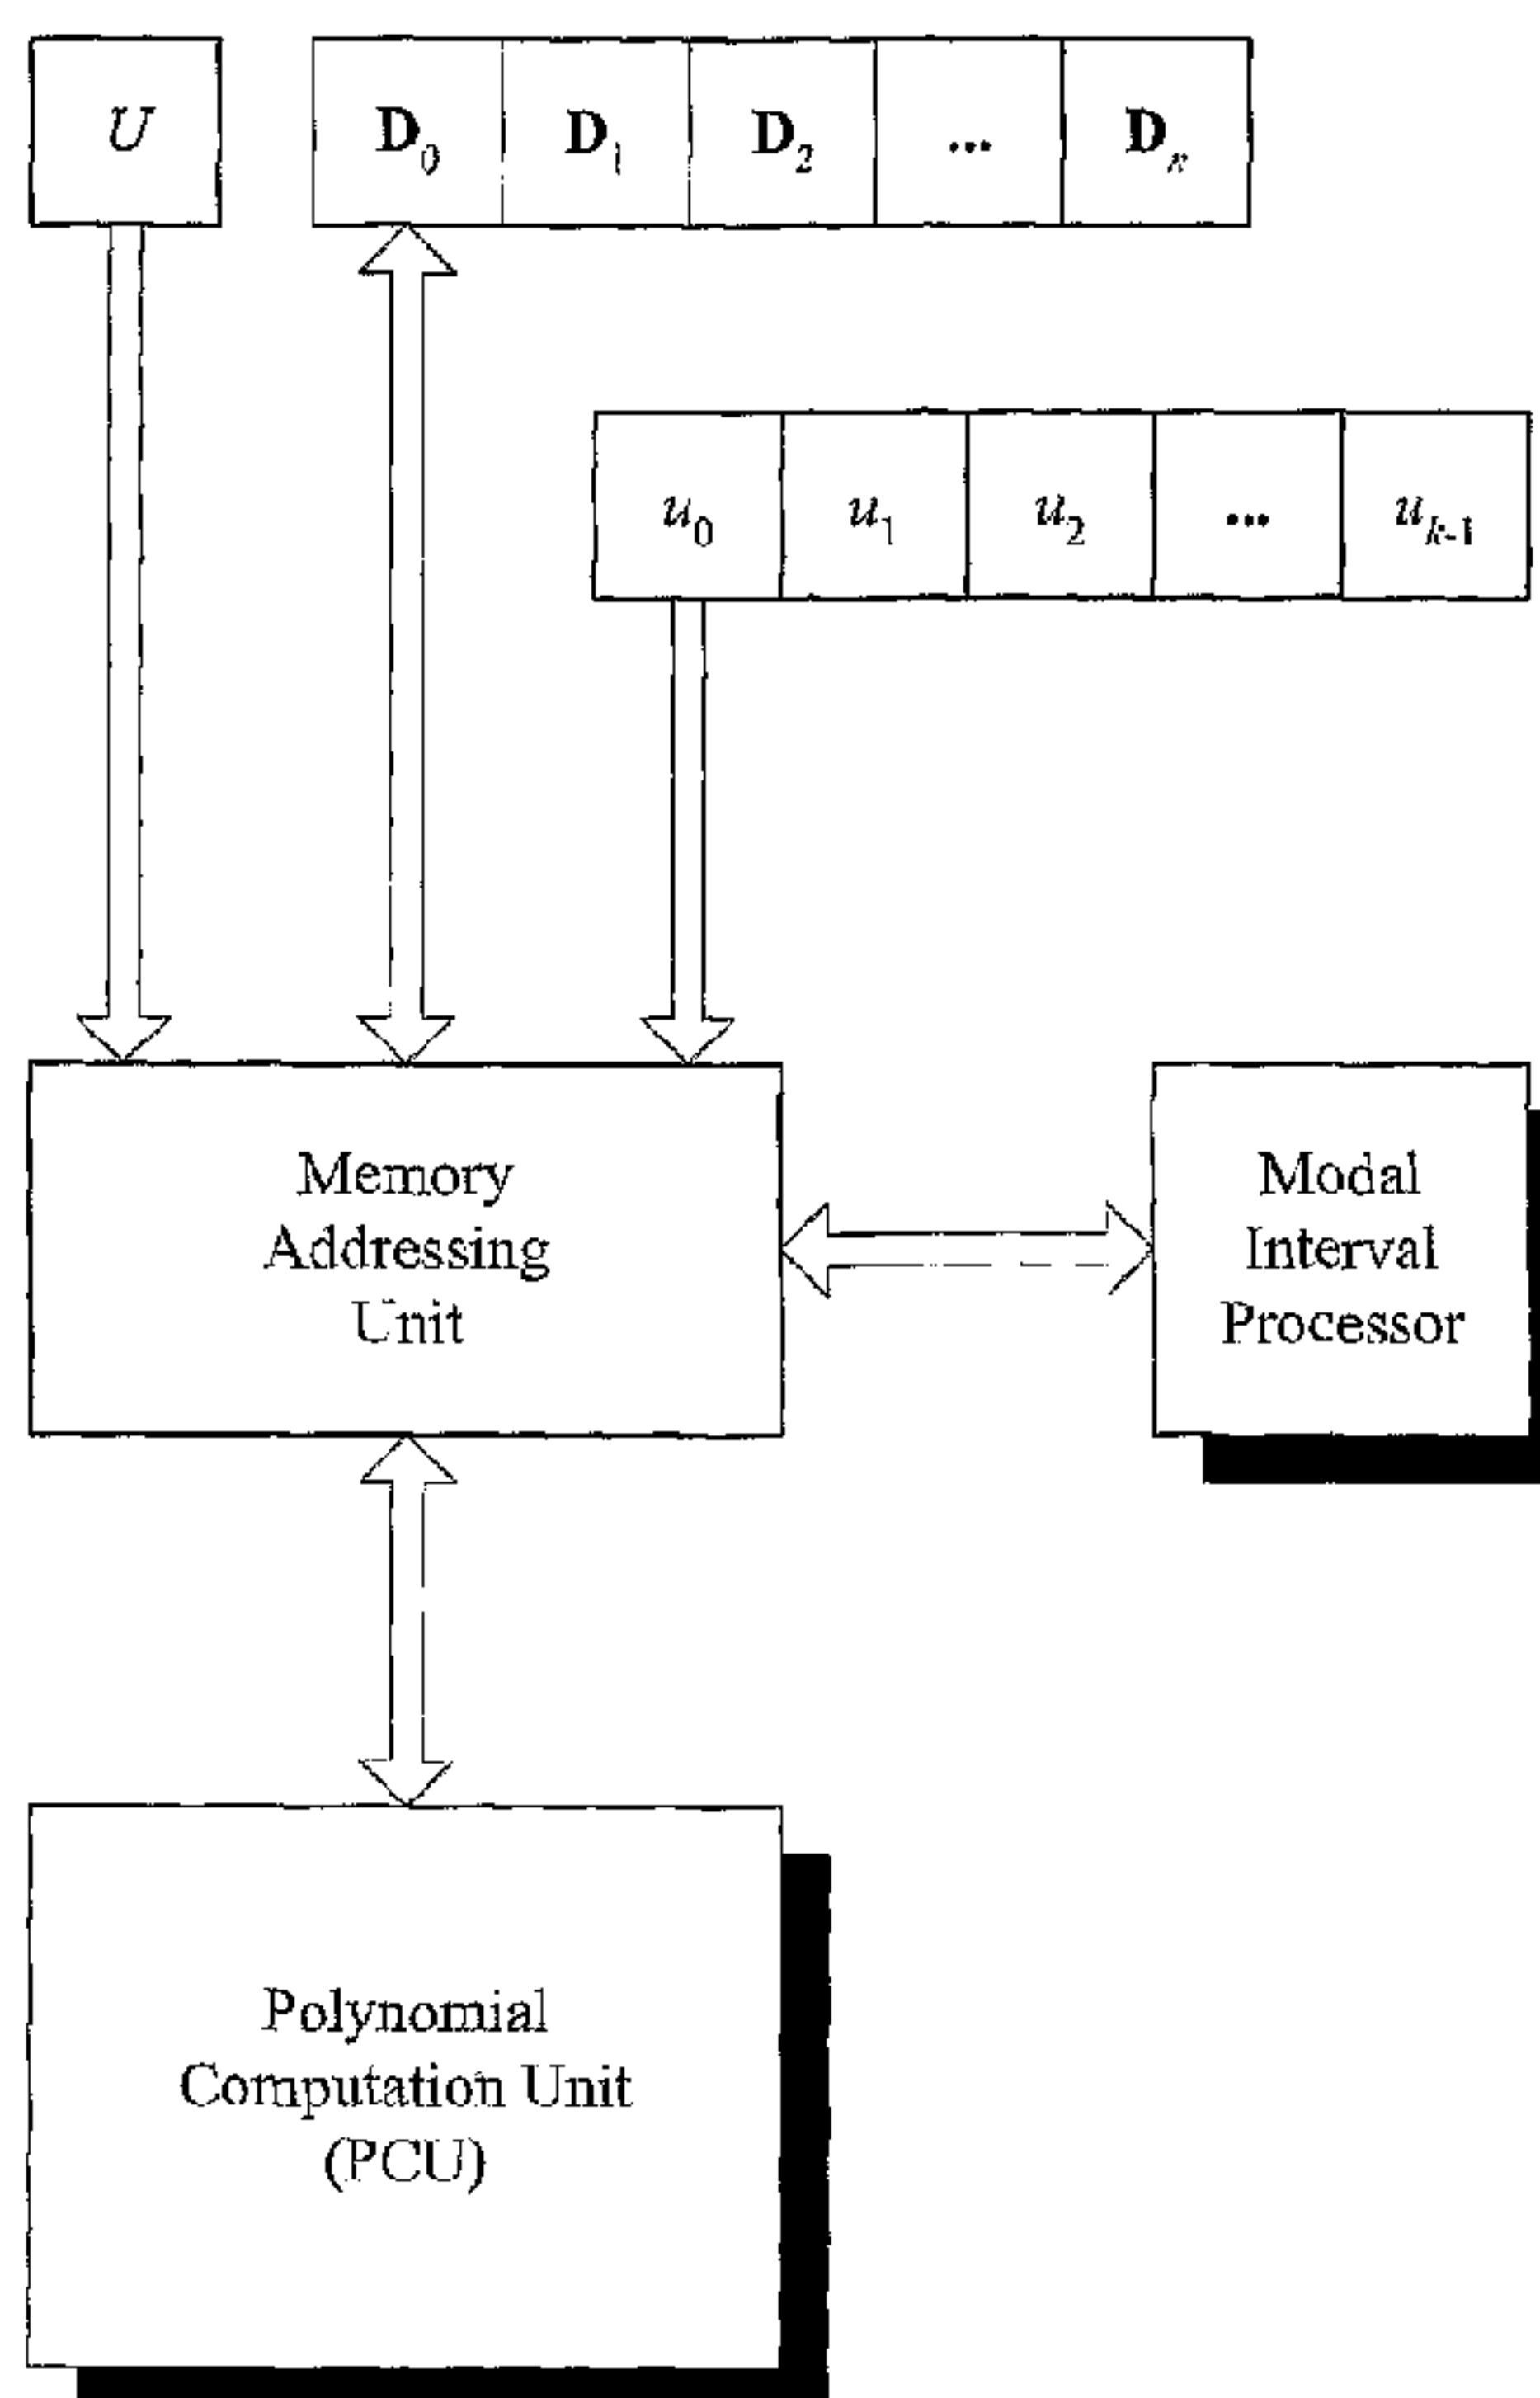 U
D0 D1 D2 ... Dn
u0 u1 u2 ... uk-1
Memory
Addressing
Unit
Modal
Interval
Processor
Polynomial
Computation Unit
(PCU)